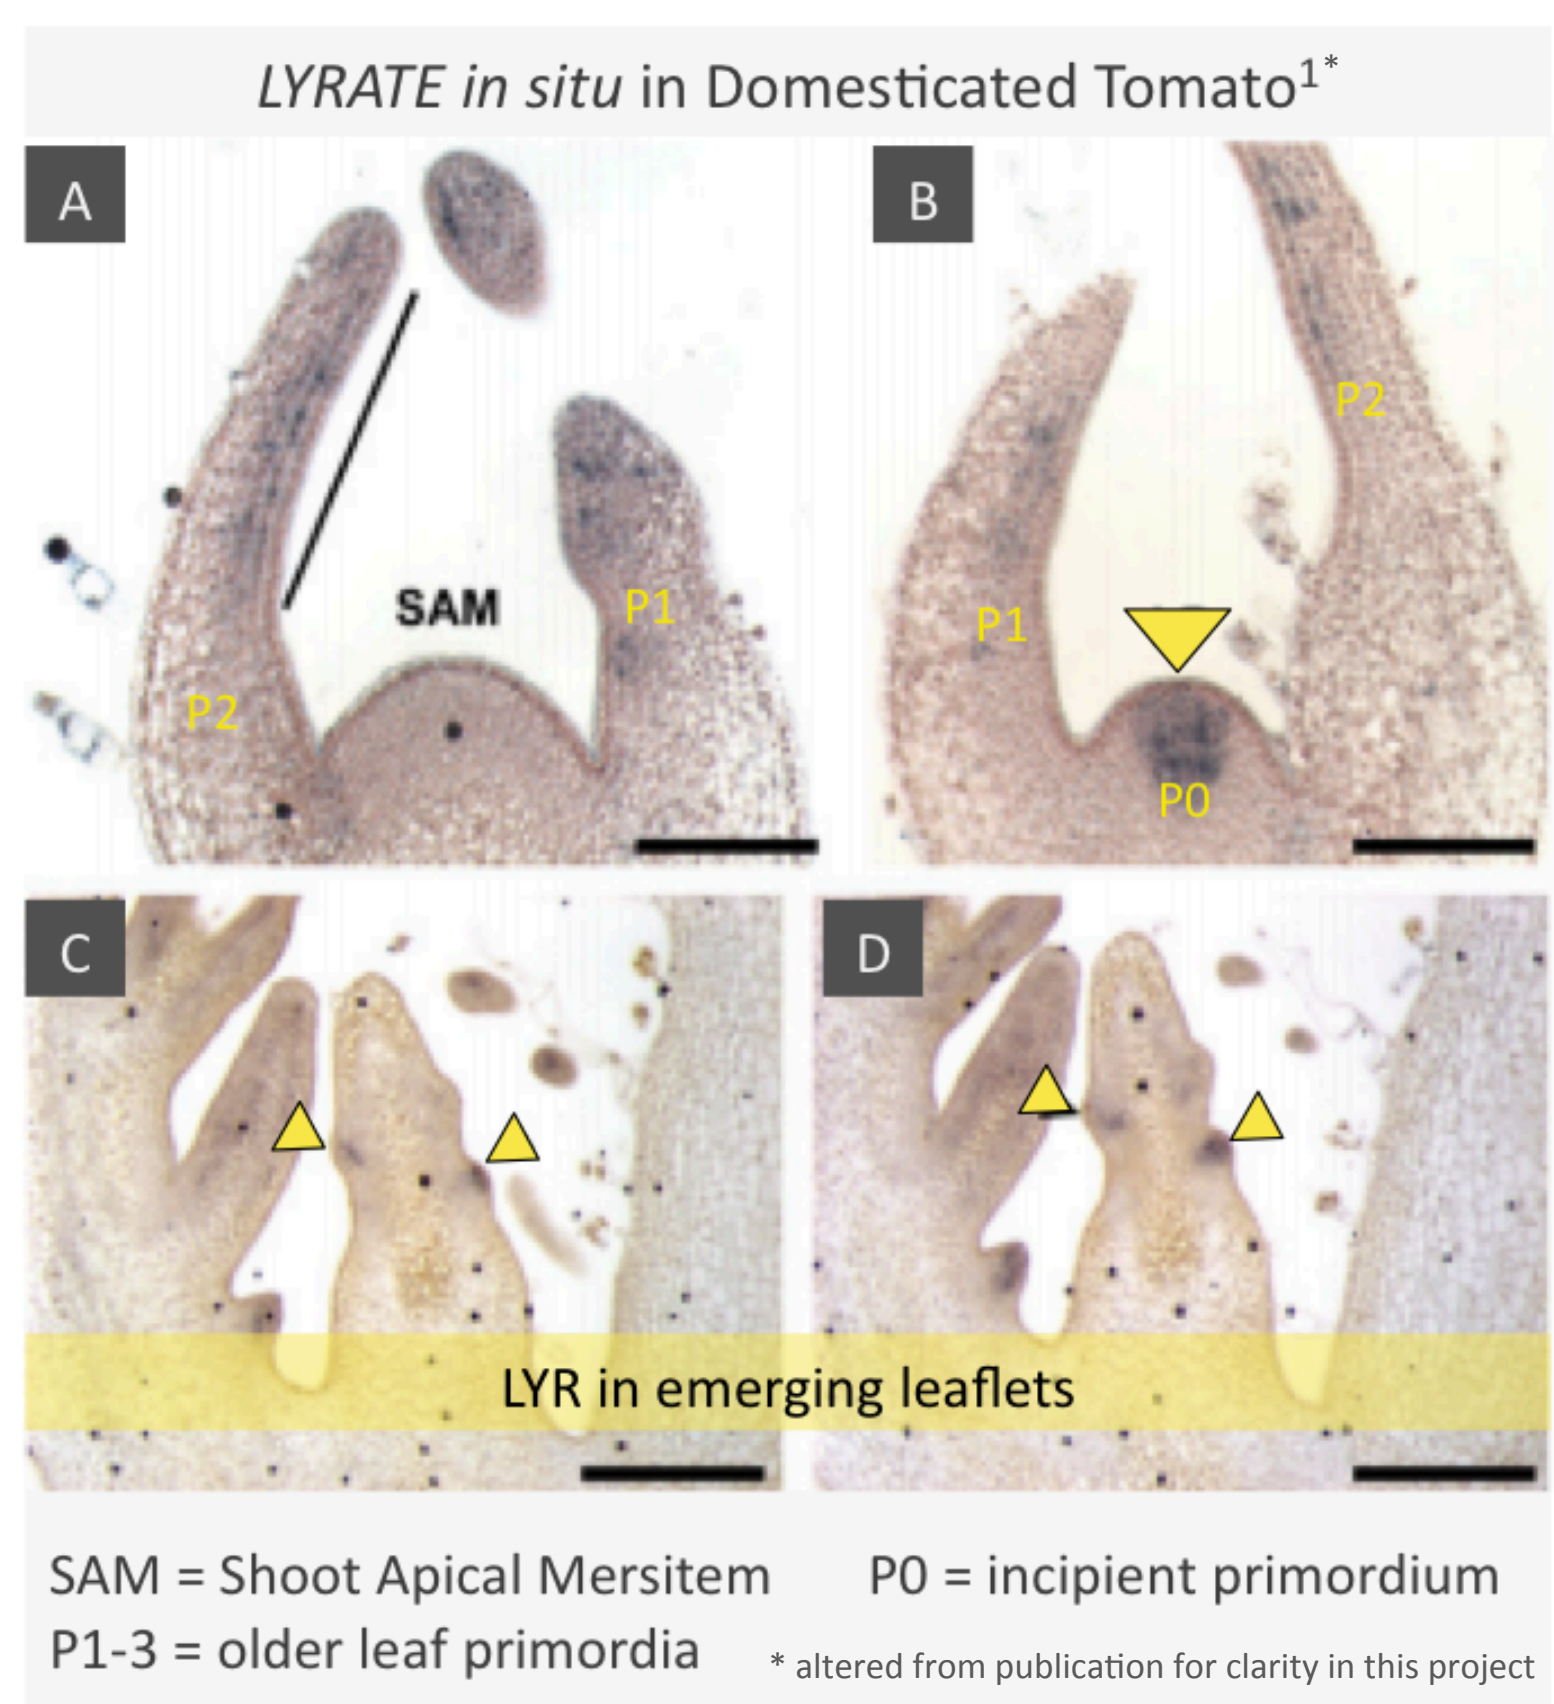 LYRATE in situ in Domesticated Tomato1*
A
B
SAM
P1
P2
P1
P2
P0
C
D
LYR in emerging leaflets
SAM = Shoot Apical Mersitem
P0 = incipient primordium
P1-3 = older leaf primordia
* altered from publication for clarity in this project